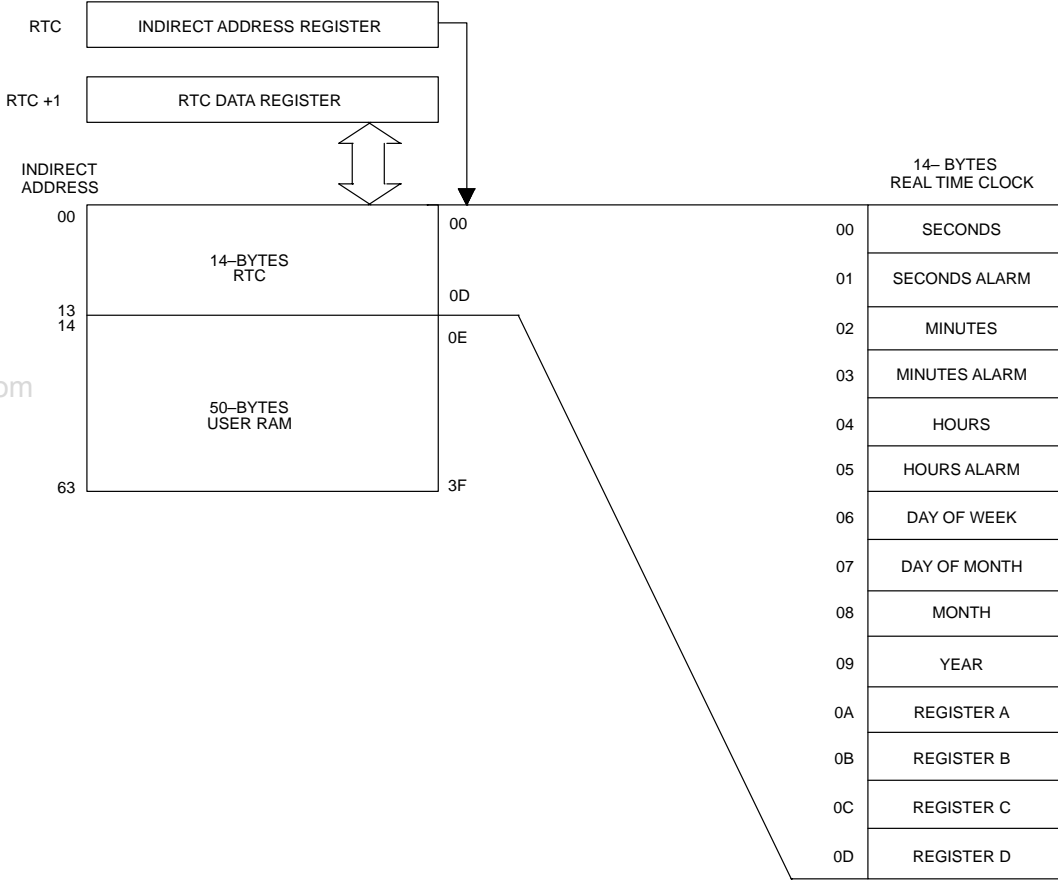 RTC INDIRECT ADDRESS REGISTER
RTC +1 RTC DATA REGISTER
INDIRECT
ADDRESS
00
13
14
63
14–BYTES
RTC
50–BYTES
USER RAM
00
0D
0E
3F
om
14– BYTES
REAL TIME CLOCK
00 SECONDS
01 SECONDS ALARM
02 MINUTES
03 MINUTES ALARM
04 HOURS
05 HOURS ALARM
06 DAY OF WEEK
07 DAY OF MONTH
08 MONTH
09 YEAR
0A REGISTER A
0B REGISTER B
0C REGISTER C
0D REGISTER D